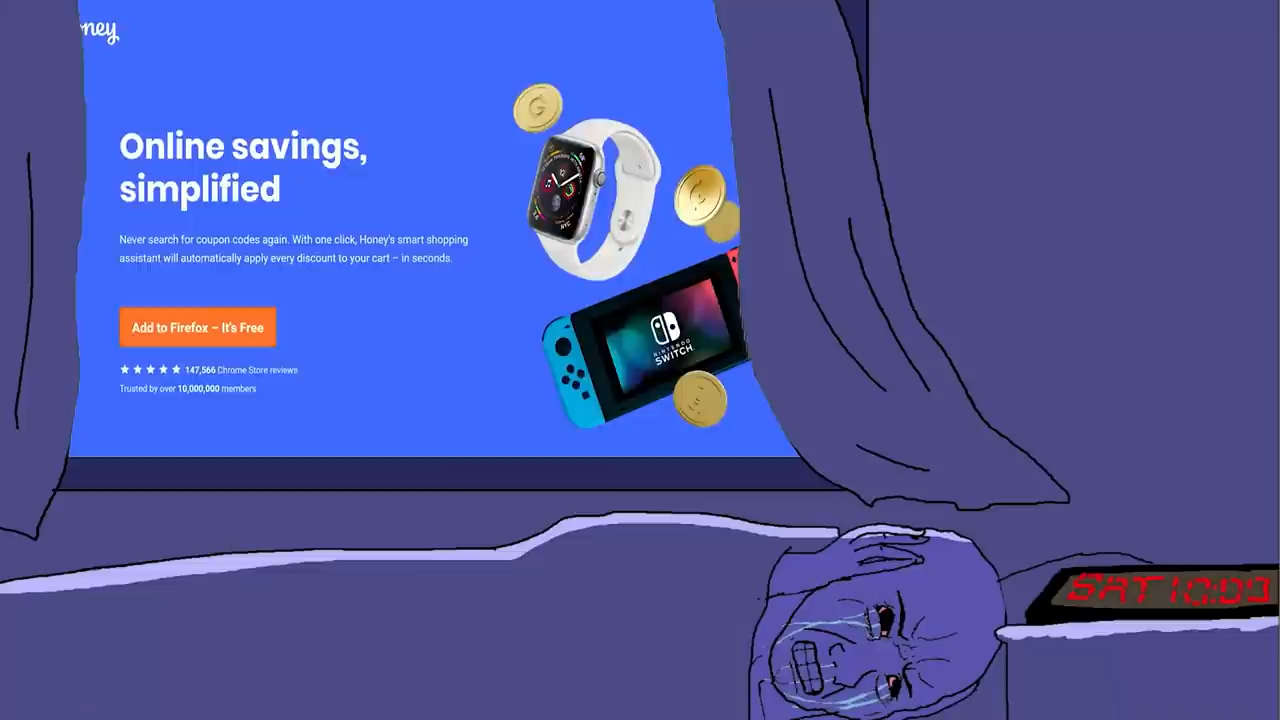 ney
Online savings,
simplified
Never search for coupon codes again. With one click, Honey's smart shopping
assistant will automatically apply every discount to your cart – in seconds.
Add to Firefox – It's Free
147,566 Chrome Store reviews
Trusted by over 10,000,000 members
NYC
NINTENDO
SWITCH
SAT 10:00